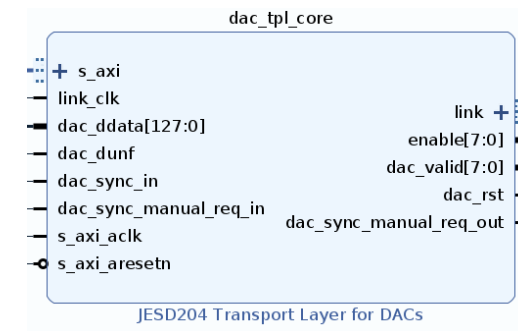 dac_tpl_core
s_axi
link_clk
dac_ddata[127:0]
dac_dunf
dac_sync_in
dac_sync_manual_req_in
s_axi_aclk
s_axi_aresetn
link
enable[7:0]
dac_valid[7:0]
dac_rst
dac_sync_manual_req_out
JESD204 Transport Layer for DACs